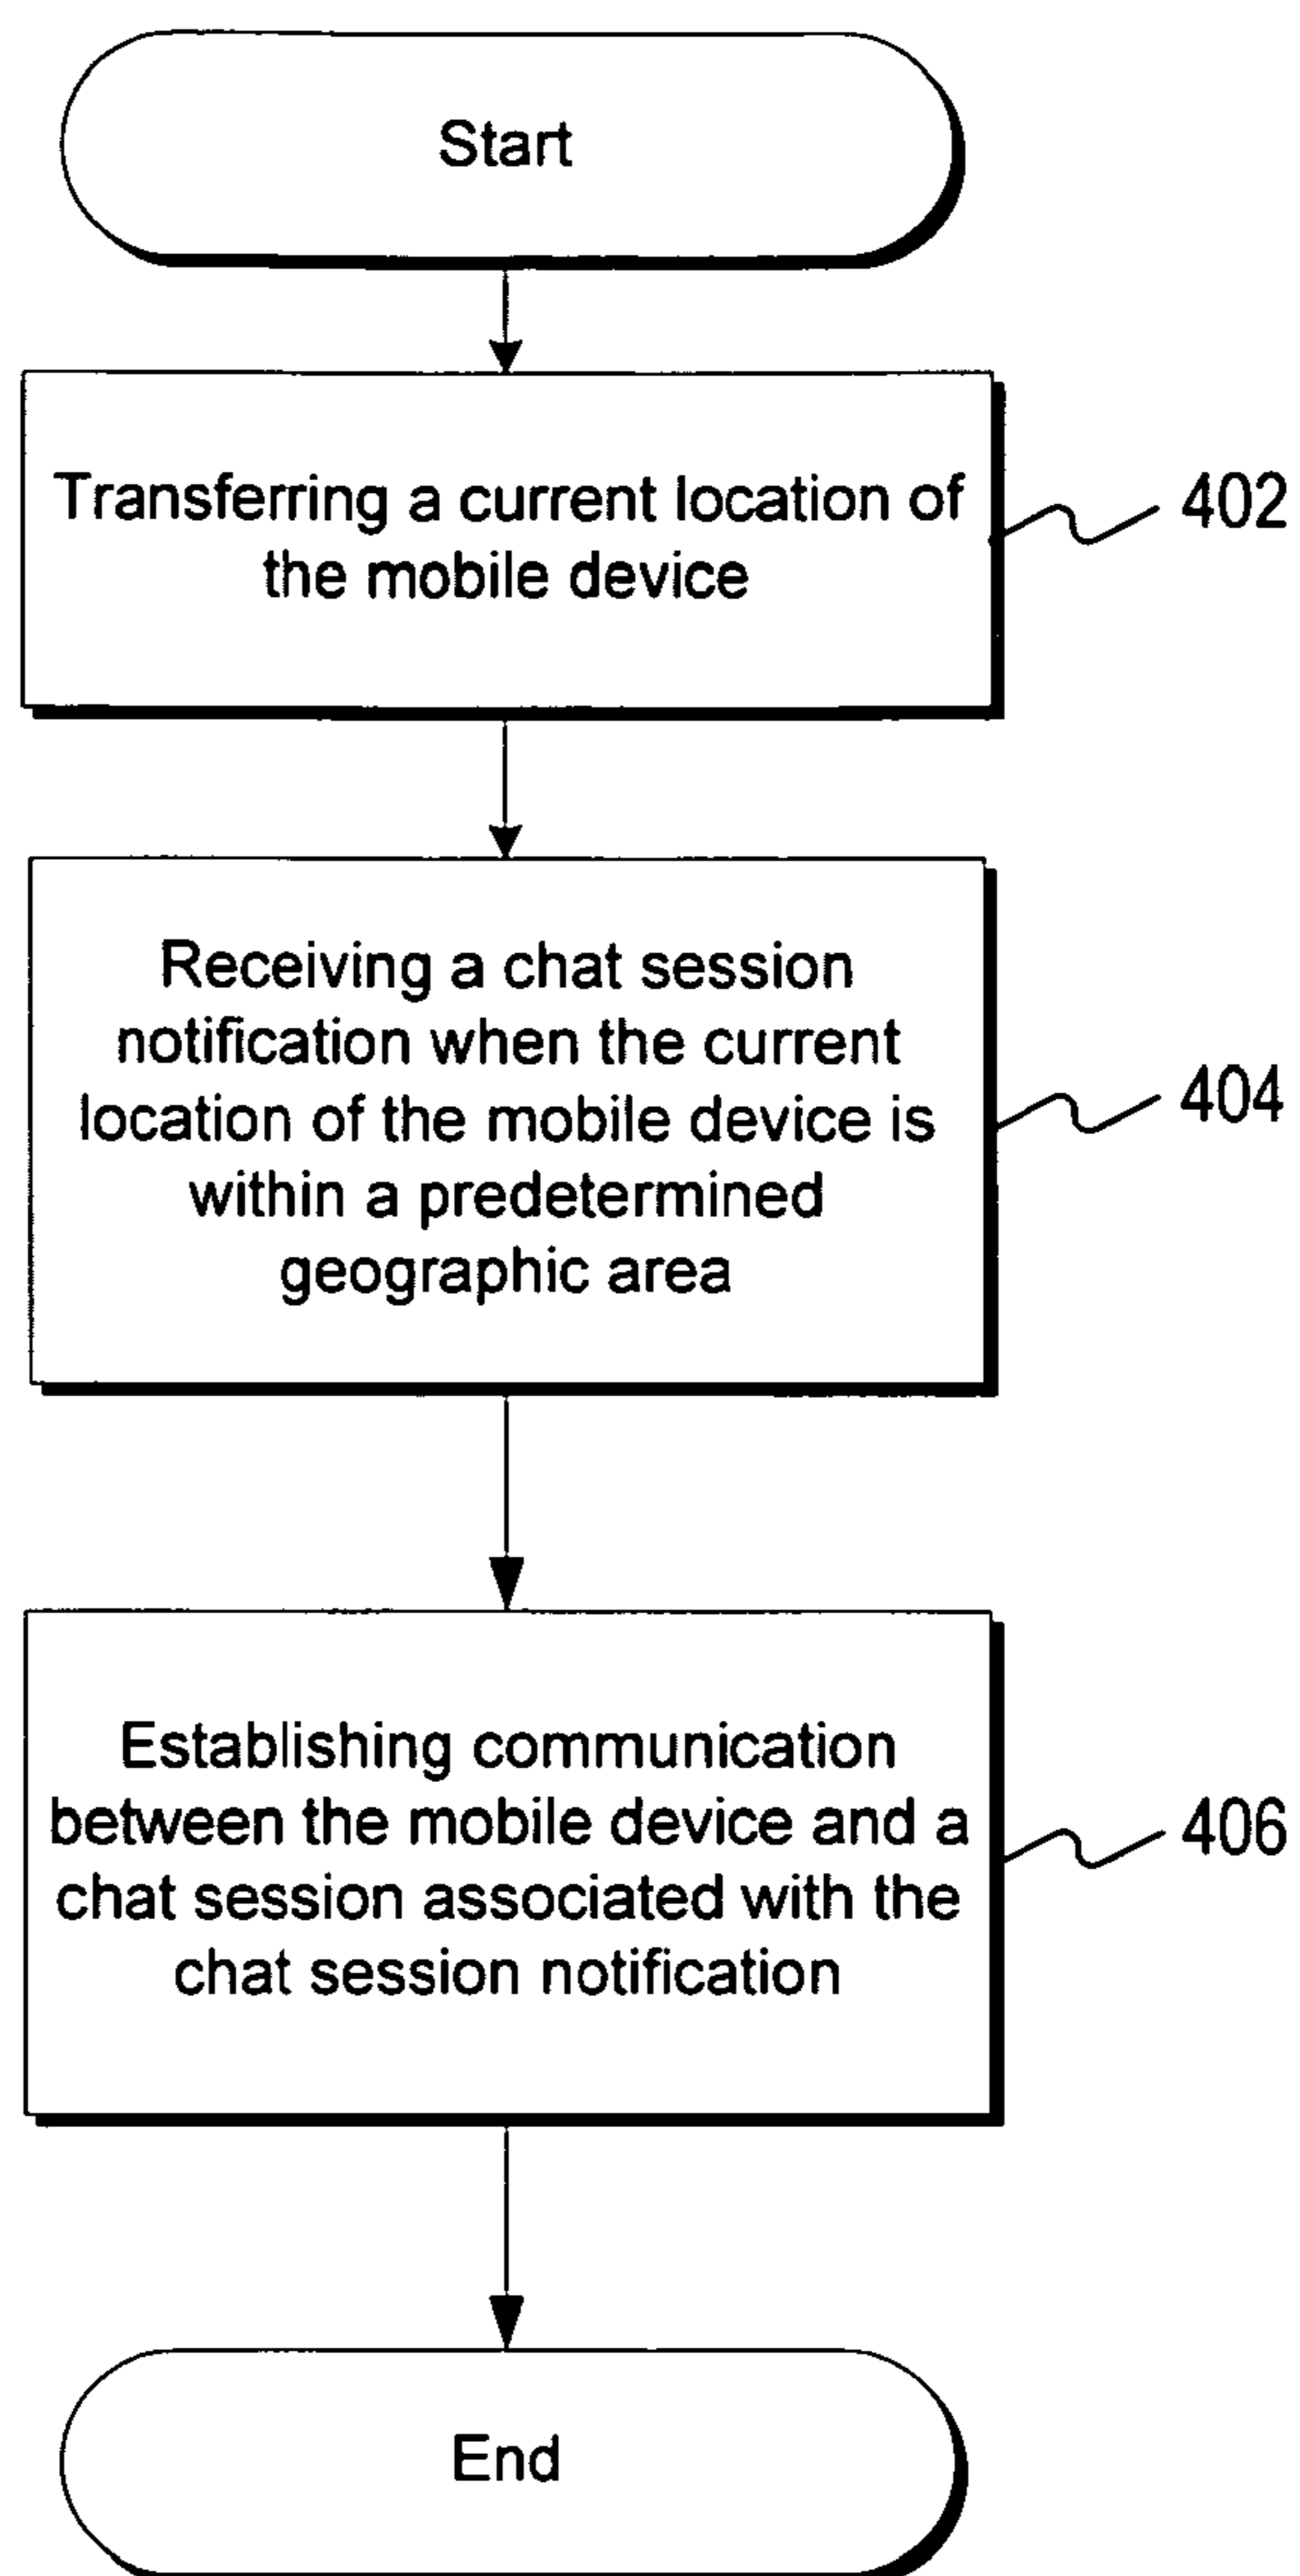 Start
Transferring a current location of
the mobile device
402
Receiving a chat session
notification when the current
location of the mobile device is
within a predetermined
geographic area
404
Establishing communication
between the mobile device and a
chat session associated with the
chat session notification
406
End